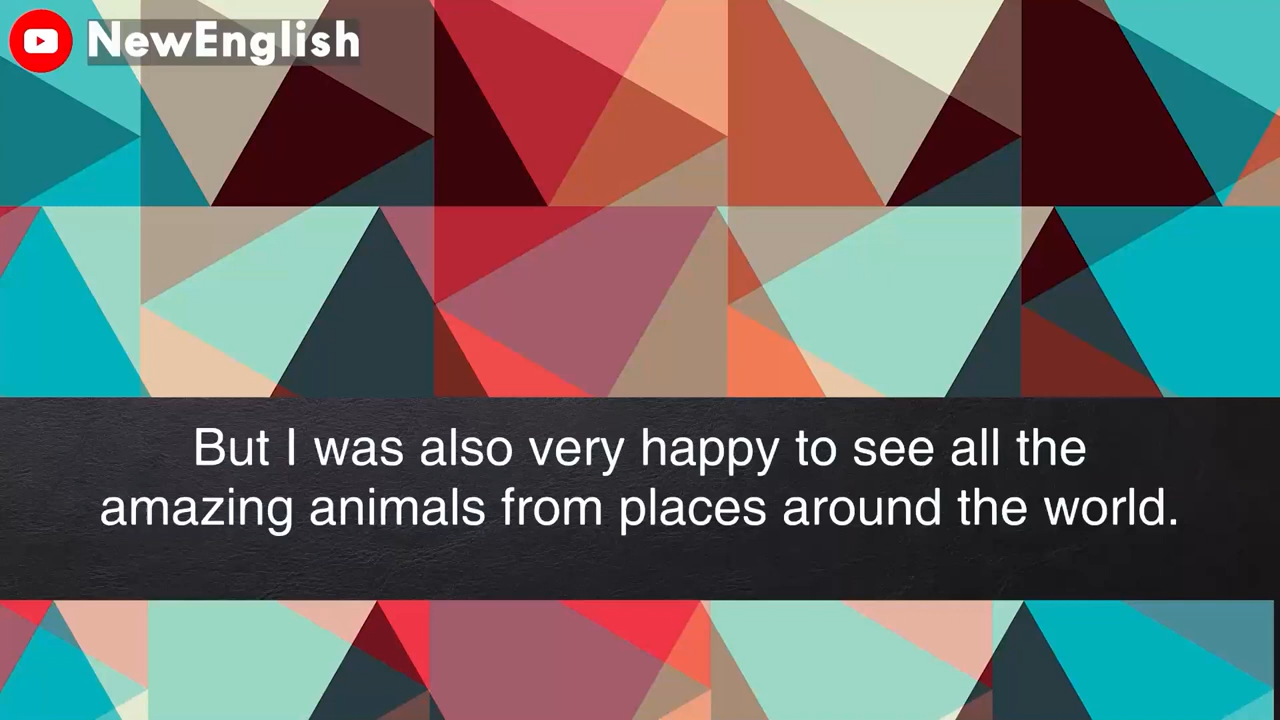 NewEnglish
But I was also very happy to see all the
amazing animals from places around the world.